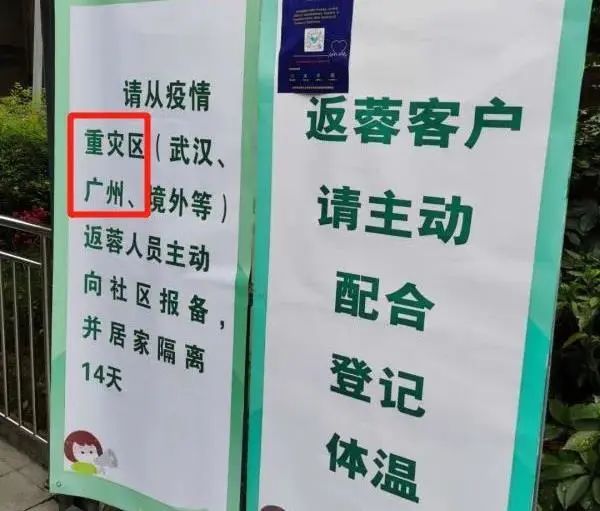 请从疫情
重灾区（武汉、
广州、境外等）
返蓉人员主动
向社区报备，
并居家隔离
14天
返蓉客户
请主动
配合
登记
体温